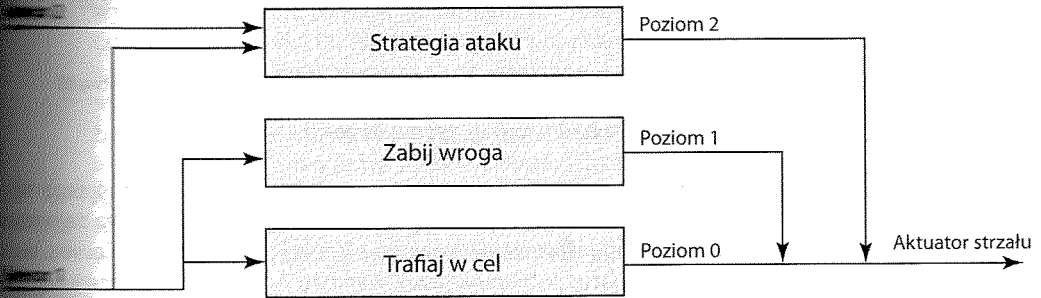 Strategia ataku
Poziom 2
Zabij wroga
Poziom 1
Trafiaj w cel
Poziom 0
Aktuator strzału